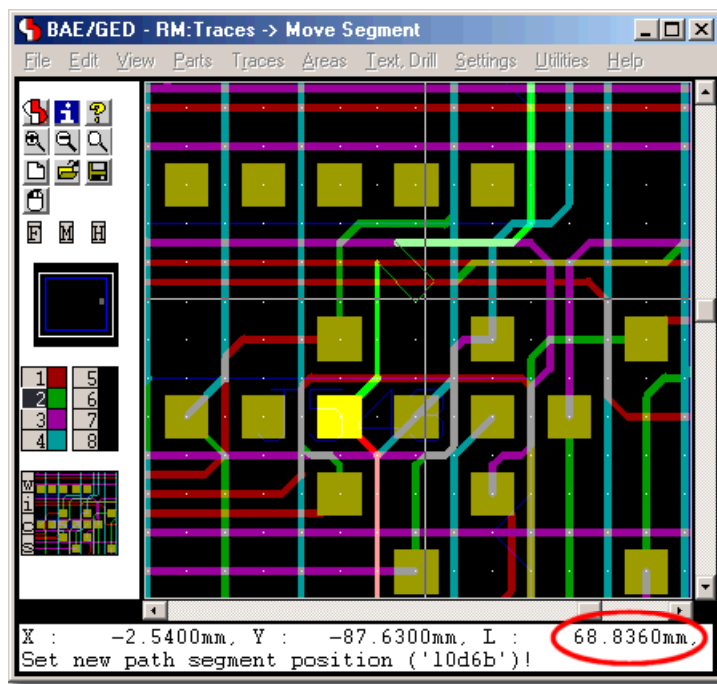 BAE/GED - RM:Traces -> Move Segment
File Edit View Parts Traces Areas Text, Drill Settings Utilities Help
F M H
1 5
2 6
3 7
4 8
W
i
C
S
X : -2.5400mm, Y : -87.6300mm, L : 68.8360mm,
Set new path segment position ('10d6b')!